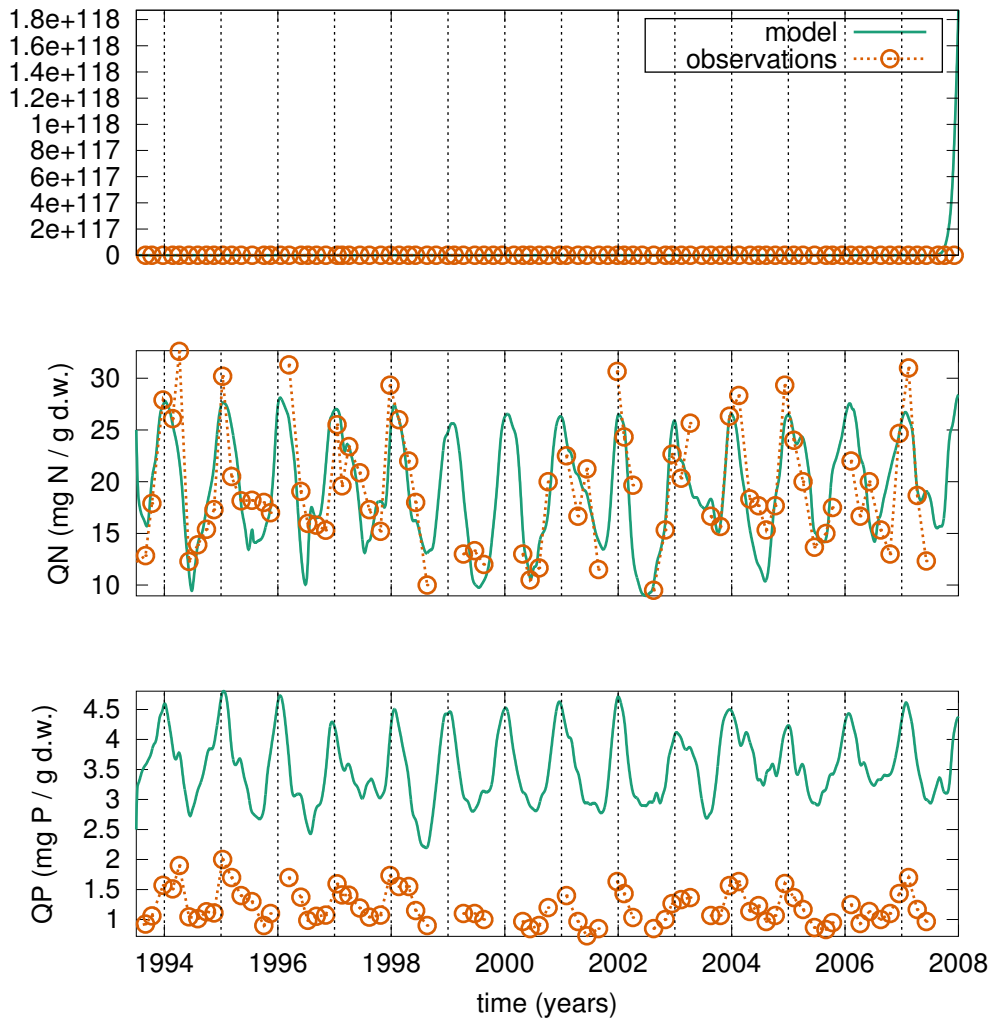 1.8e+118
1.6e+118
1.4e+118
1.2e+118
1e+118
8e+117
6e+117
4e+117
2e+117
0
model
observations
QN (mg N / g d.w.)
30
25
20
15
10
QP (mg P / g d.w.)
4.5
4
3.5
3
2.5
2
1.5
1
1994 1996 1998 2000 2002 2004 2006 2008
time (years)